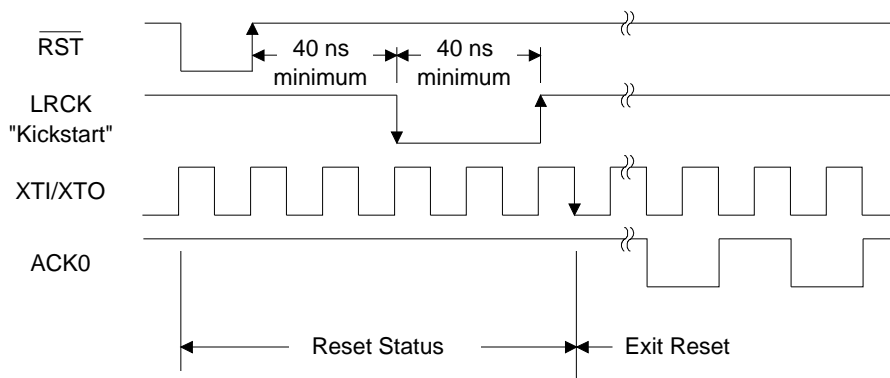 RST
40 ns
minimum
40 ns
minimum
LRCK
"Kickstart"
XTI/XTO
ACK0
Reset Status
Exit Reset